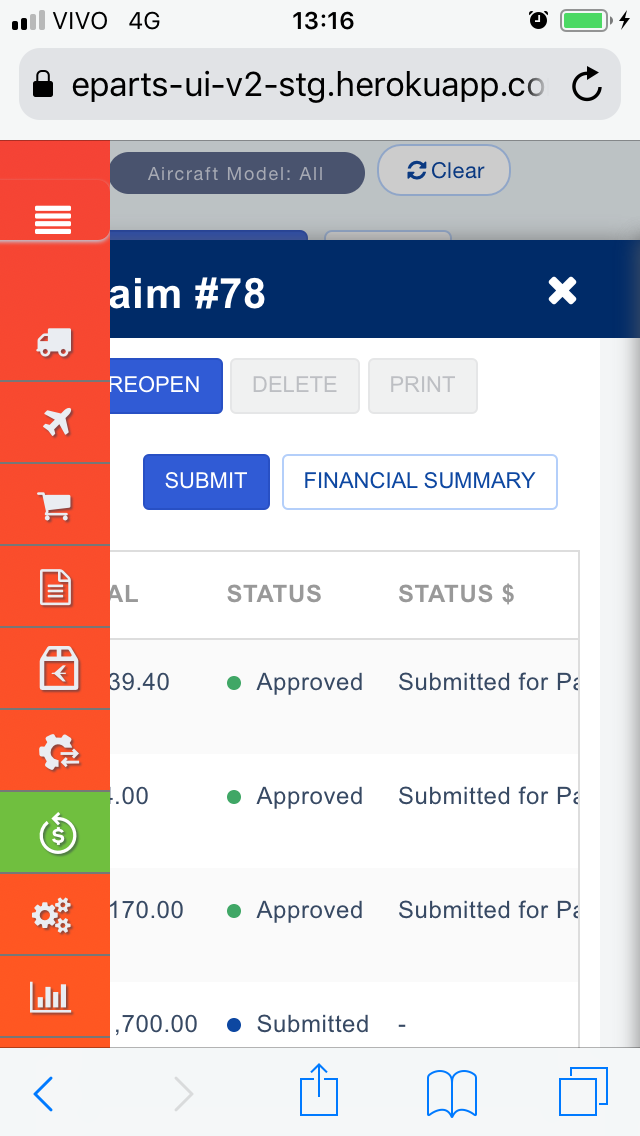 VIVO 4G 13:16
eparts-ui-v2-stg.herokuapp.co
Aircraft Model: All Clear
aim #78
REOPEN DELETE PRINT
SUBMIT FINANCIAL SUMMARY
AL STATUS STATUS $
39.40 Approved Submitted for Pa
.00 Approved Submitted for Pa
170.00 Approved Submitted for Pa
,700.00 Submitted -